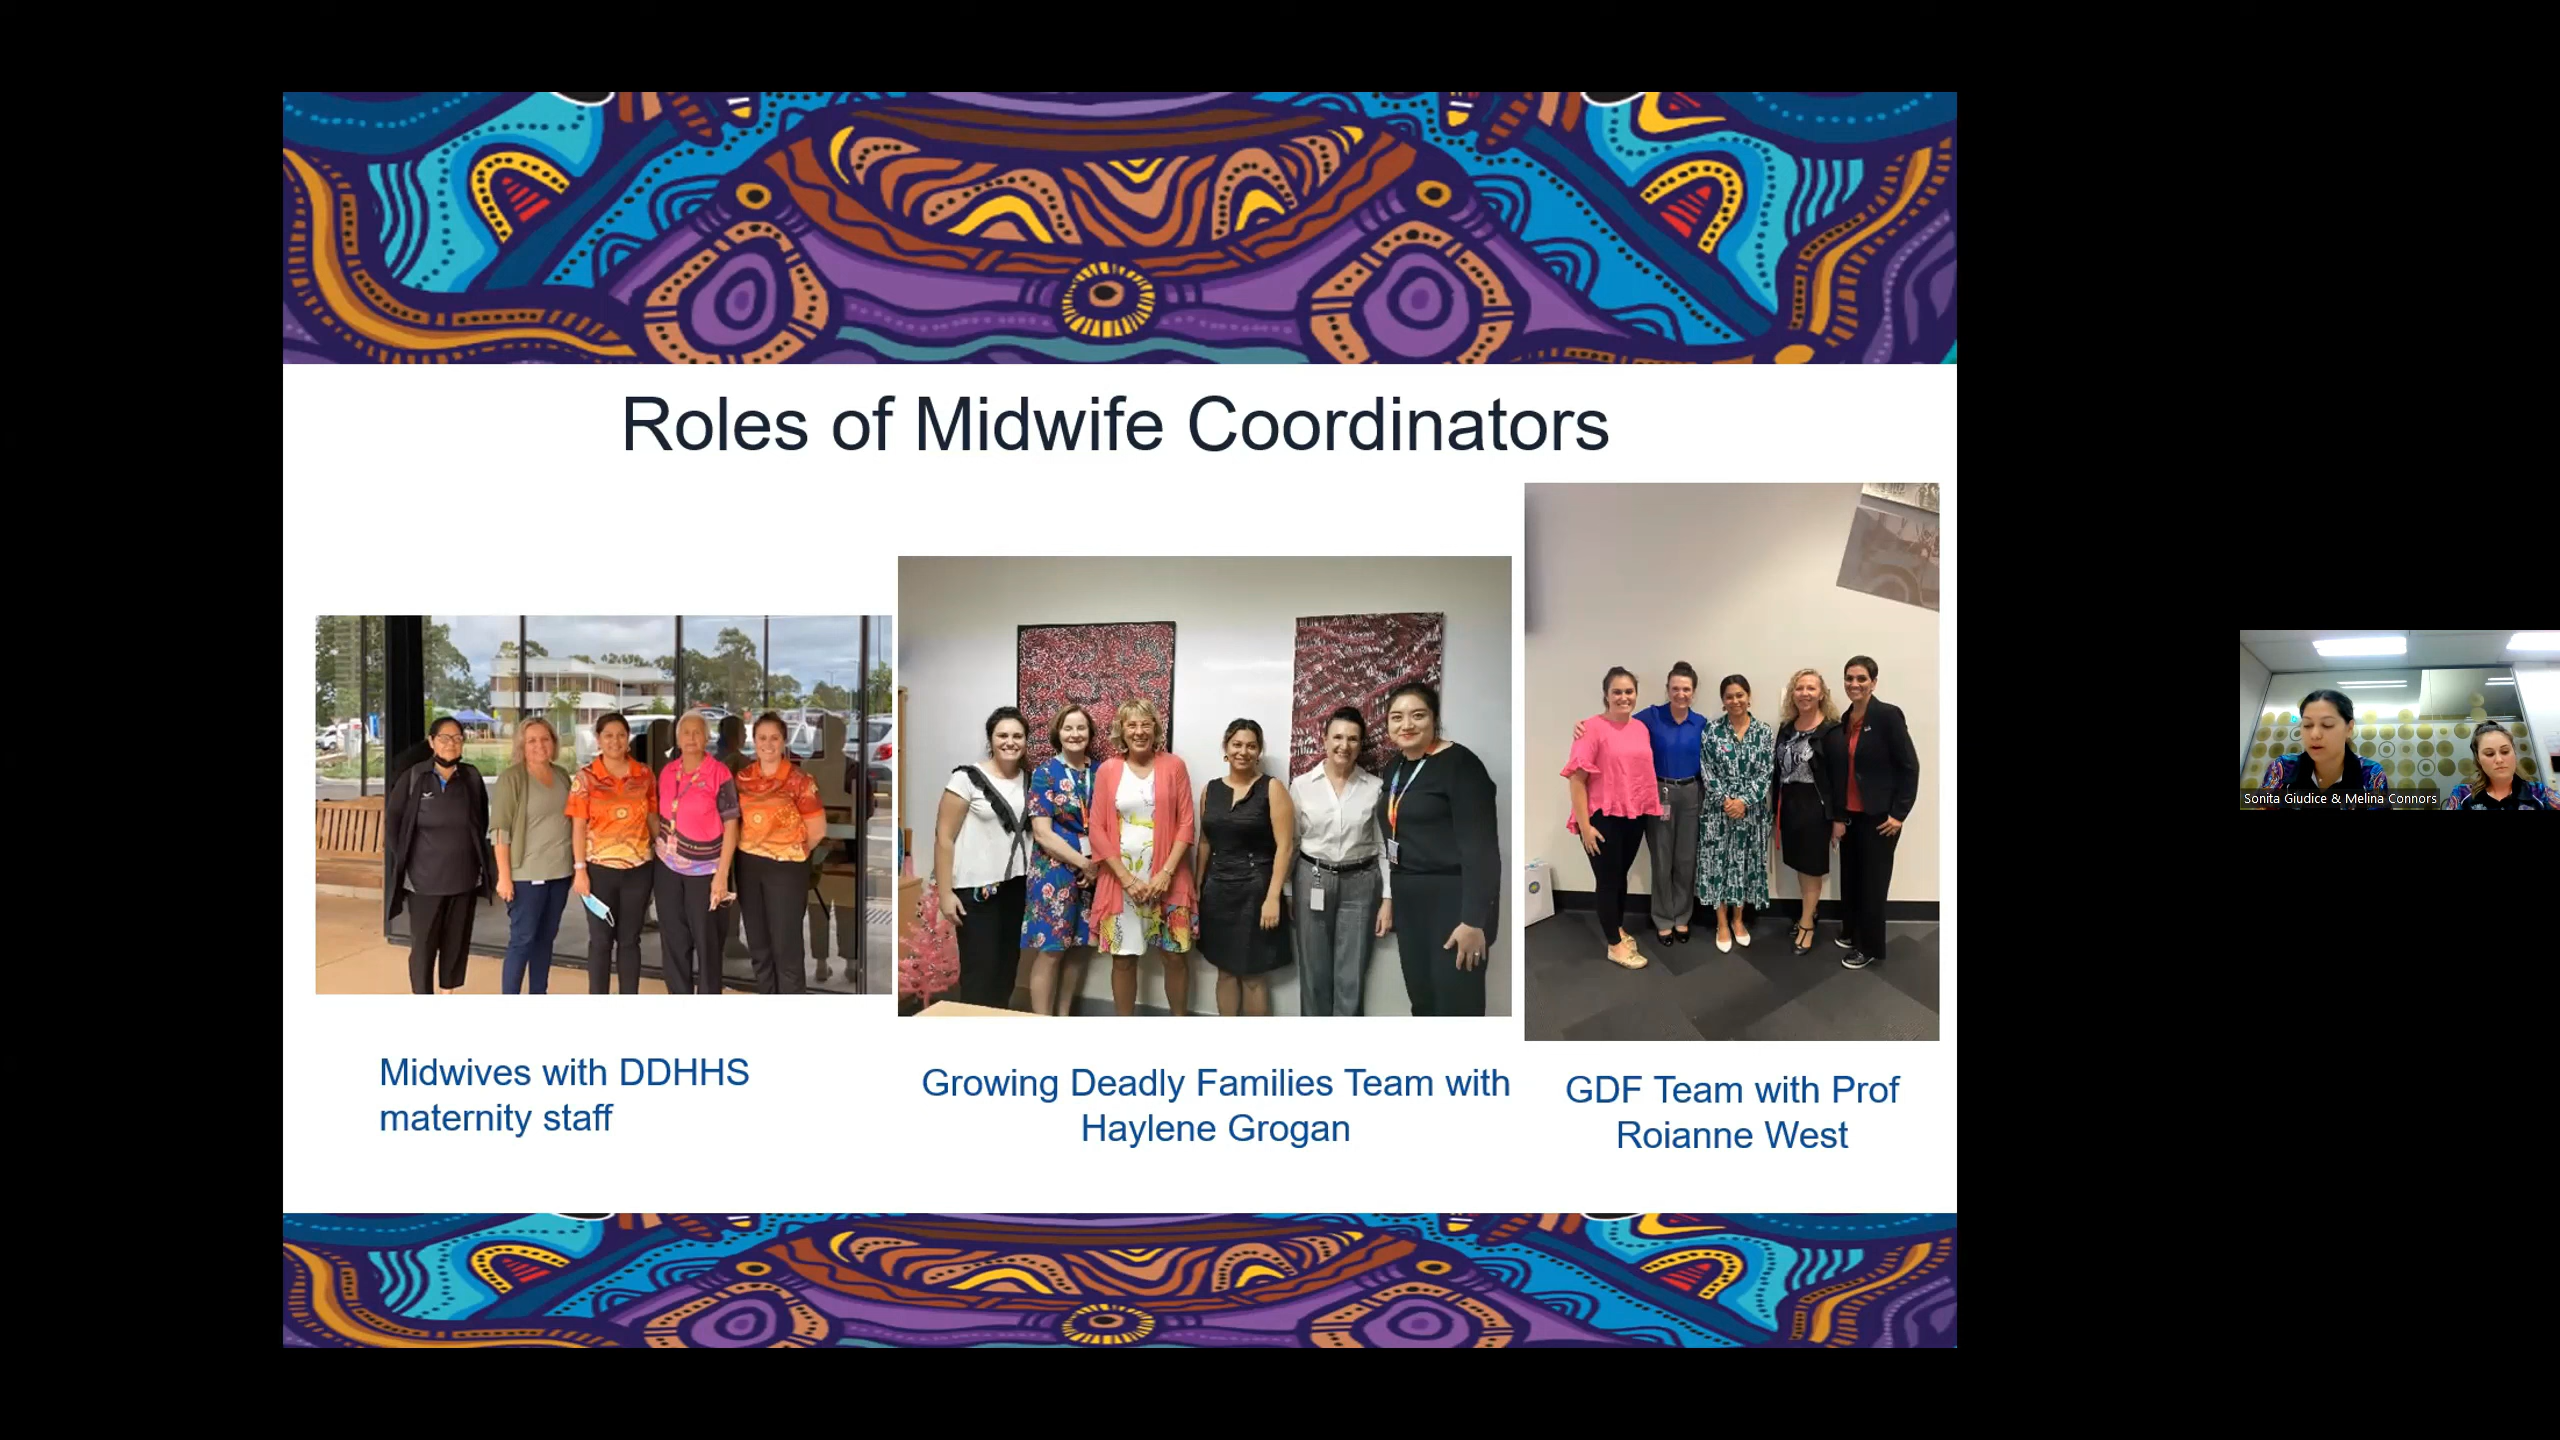 Roles of Midwife Coordinators
Midwives with DDHHS
maternity staff
Growing Deadly Families Team with
Haylene Grogan
GDF Team with Prof
Roianne West
Sonita Giudice & Melina Connors